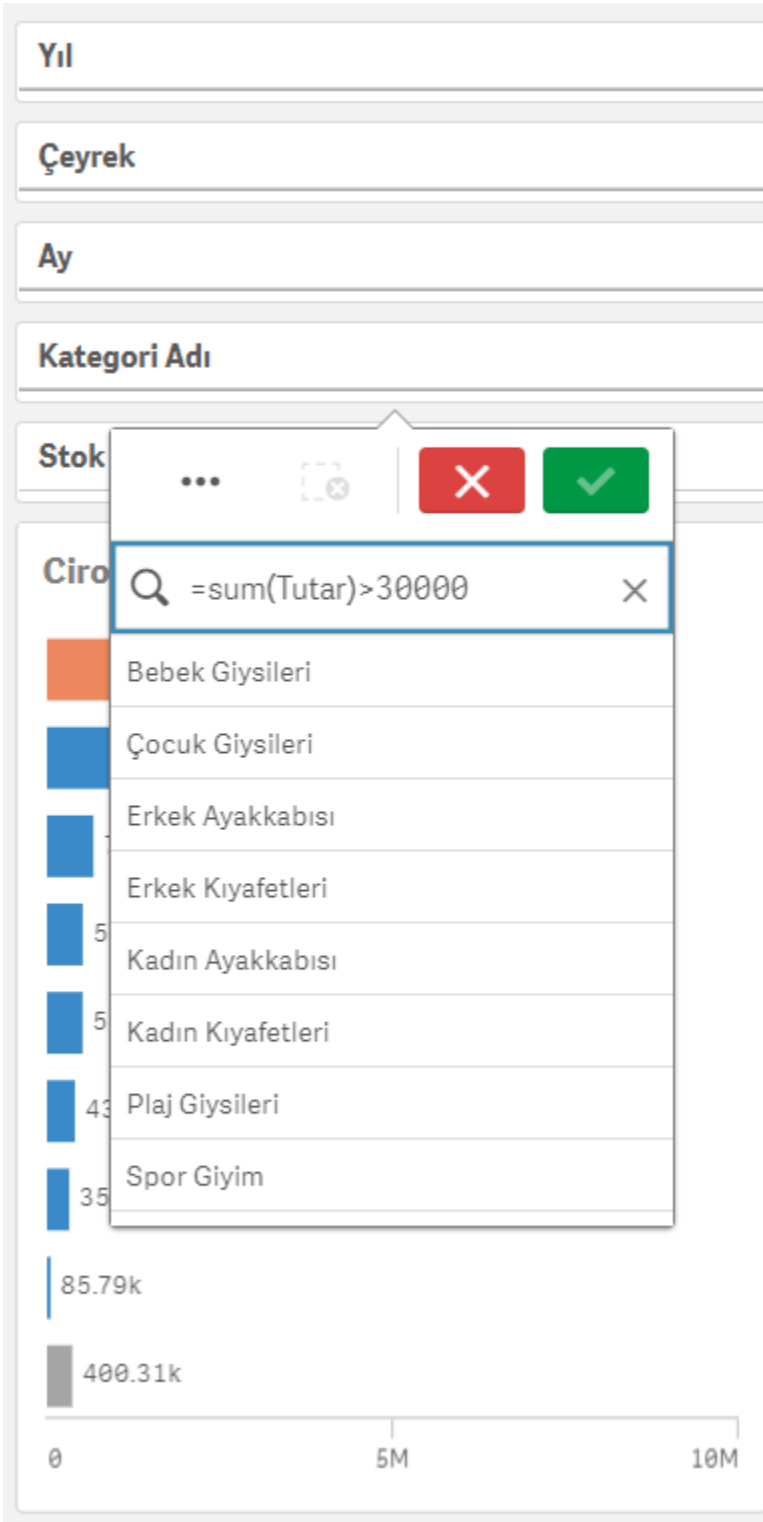 Yıl
Çeyrek
Ay
Kategori Adı
Stok
Ciro
=sum(Tutar)>30000
Bebek Giysileri
Çocuk Giysileri
Erkek Ayakkabısı
Erkek Kıyafetleri
Kadın Ayakkabısı
Kadın Kıyafetleri
Plaj Giysileri
Spor Giyim
85.79k
400.31k
0
5M
10M